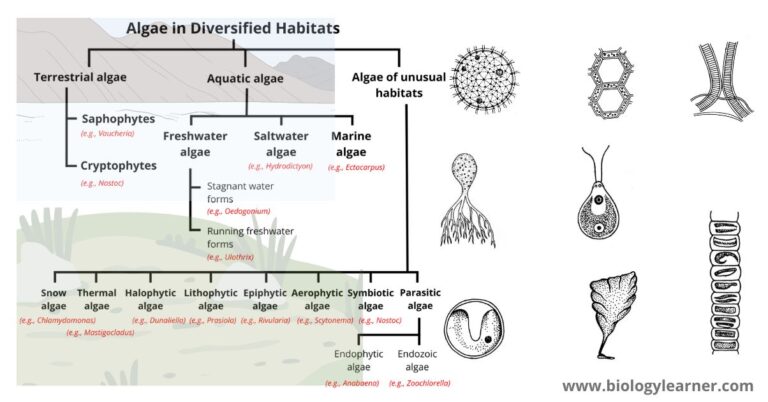 Algae in Diversified Habitats
Terrestrial algae
Aquatic algae
Algae of unusual
habitats
Saphophytes
(e.g., Vaucheria)
Cryptophytes
(e.g., Nostoc)
Freshwater
algae
Saltwater
algae
(e.g., Hydrodictyon)
Marine
algae
(e.g., Ectocarpus)
Stagnant water
forms
(e.g., Oedogonium)
Running freshwater
forms
(e.g., Ulothrix)
Snow
algae
(e.g., Chlamydomonas)
Thermal
algae
(e.g., Mastigocladus)
Halophytic
algae
(e.g., Dunaliella)
Lithophytic
algae
(e.g., Prasiola)
Epiphytic
algae
(e.g., Rivularia)
Aerophytic
algae
(e.g., Scytonema)
Symbiotic
algae
(e.g., Nostoc)
Parasitic
algae
Endophytic
algae
(e.g., Anabaena)
Endozoic
algae
(e.g., Zoochlorella)
www.biologylearner.com